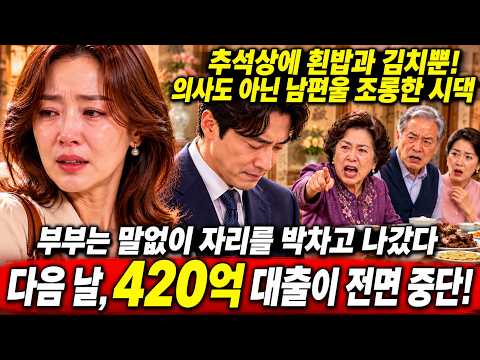 추석상에 흰밥과 김치뿐!
의사도 아닌 남편울 조롱한 시댁
부부는 말없이 자리를 박차고 나갔다
다음 날, 420억 대출이 전면 중단!